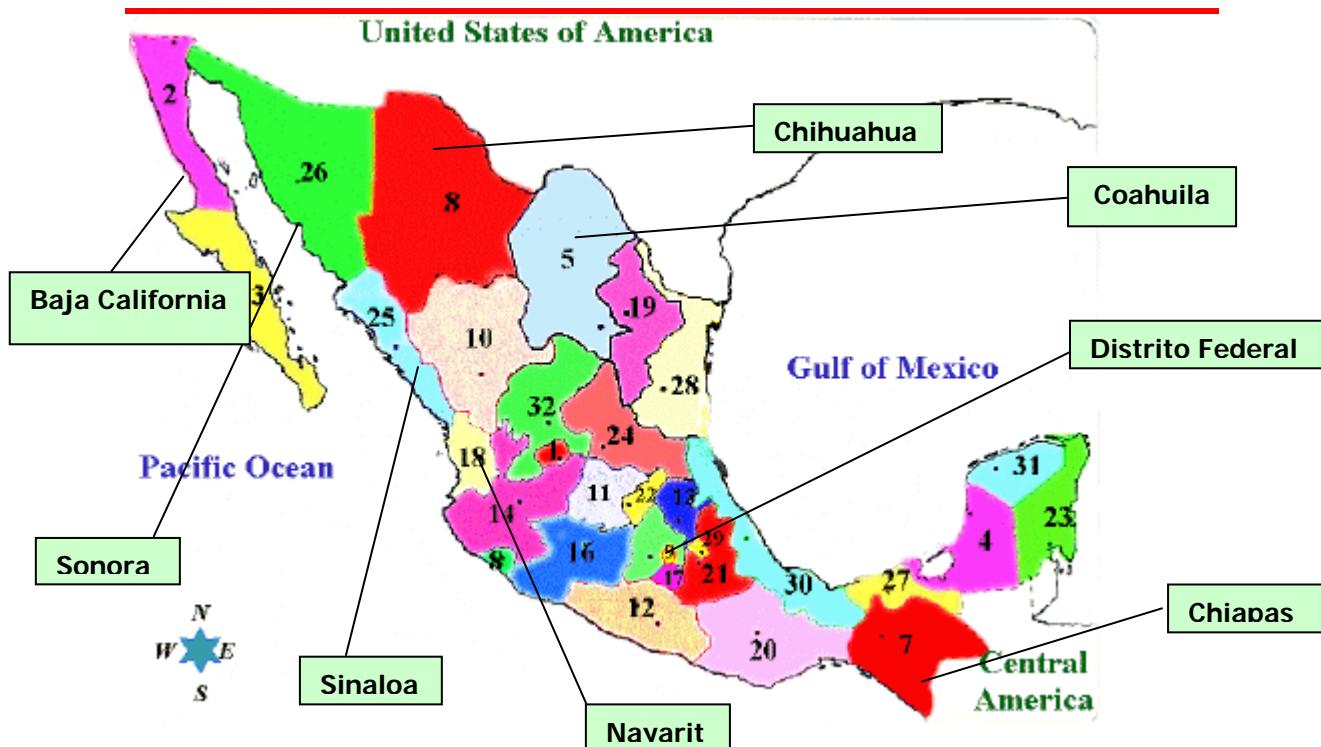 United States of America
2
Chihuahua
26
8
Coahuila
5
Baja California
3
25
19
10
Distrito Federal
Gulf of Mexico
28
32
24
1
18
31
Pacific Ocean
11
22
13
14
4
23
29
9
Sonora
8
16
17
21
27
30
12
Chiapas
N
W E
S
7
20
Sinaloa
Central
America
Navarit